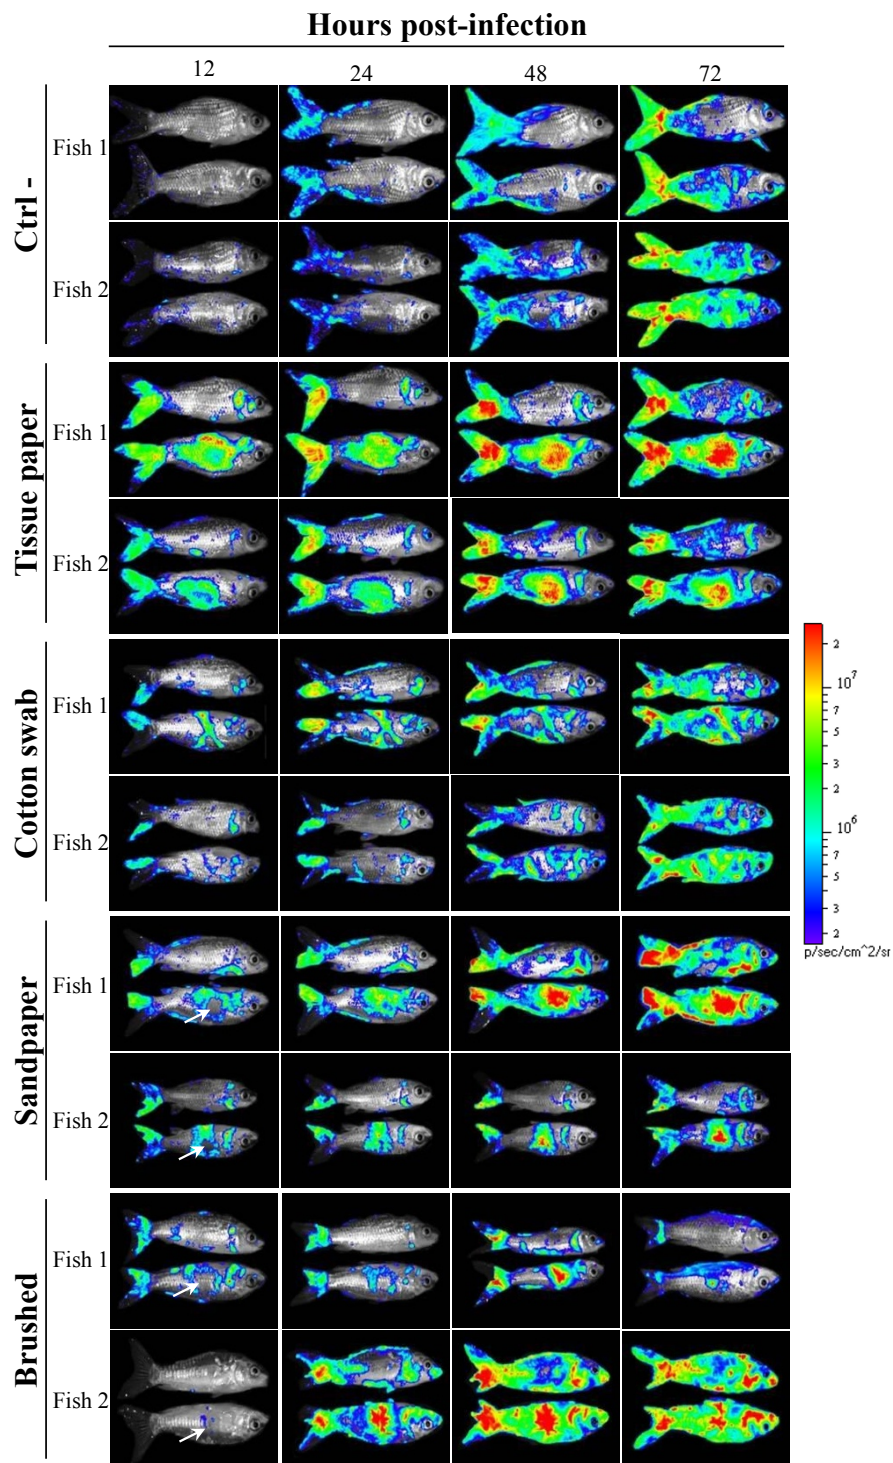 Hours post-infection
12 24 48 72
Ctrl -
Fish 1
Fish 2
Tissue paper
Fish 1
Fish 2
Cotton swab
Fish 1
Fish 2
Sandpaper
Fish 1
Fish 2
Brushed
Fish 1
Fish 2
2
10^7
7
5
3
2
10^6
7
5
3
2
p/sec/cm^2/sr